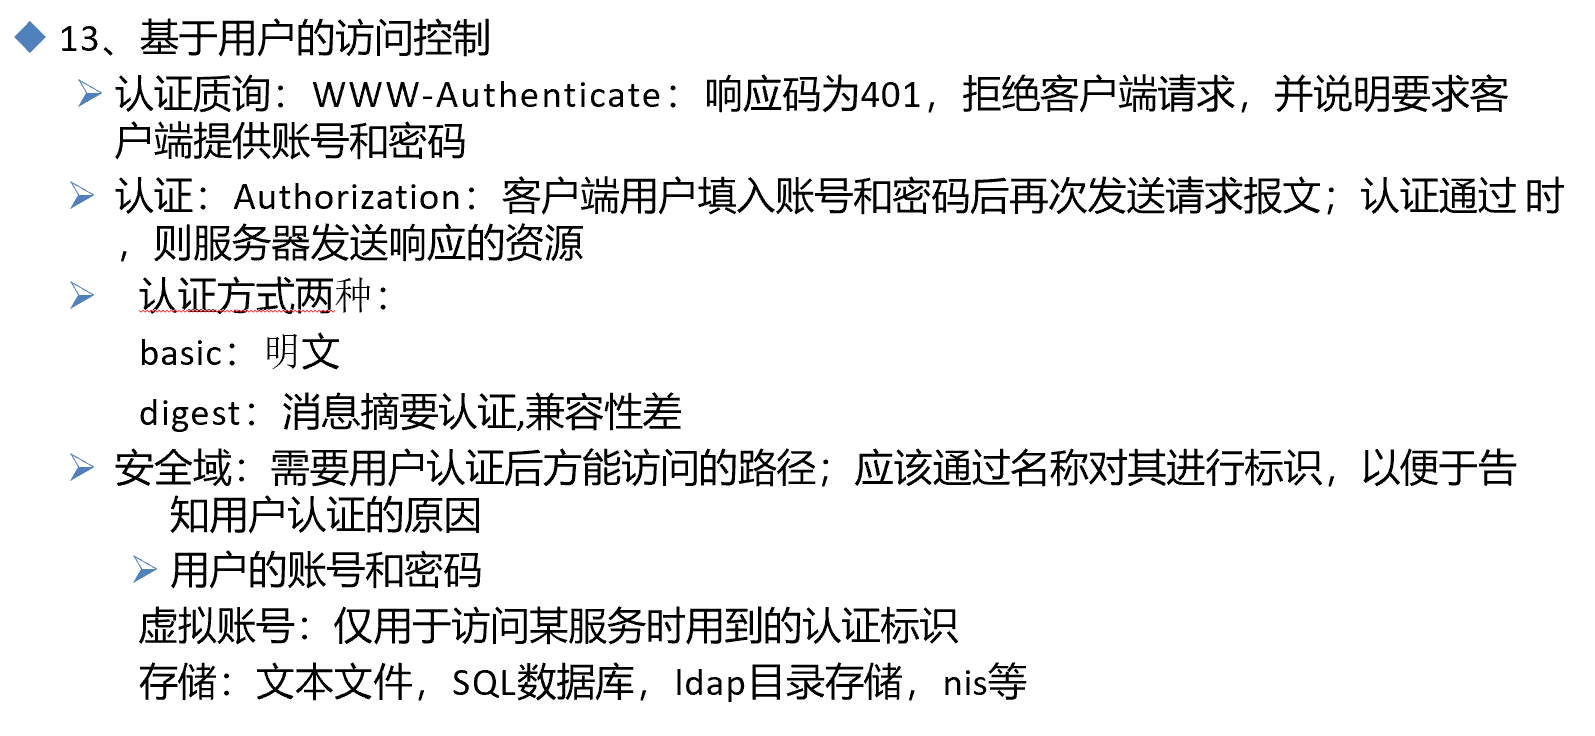 13、基于用户的访问控制
认证质询：WWW-Authenticate：响应码为401，拒绝客户端请求，并说明要求客
户端提供账号和密码
认证：Authorization：客户端用户填入账号和密码后再次发送请求报文；认证通过 时
，则服务器发送响应的资源
认证方式两种：
basic：明文
digest：消息摘要认证,兼容性差
安全域：需要用户认证后方能访问的路径；应该通过名称对其进行标识，以便于告
知用户认证的原因
用户的账号和密码
虚拟账号：仅用于访问某服务时用到的认证标识
存储：文本文件，SQL数据库，ldap目录存储，nis等